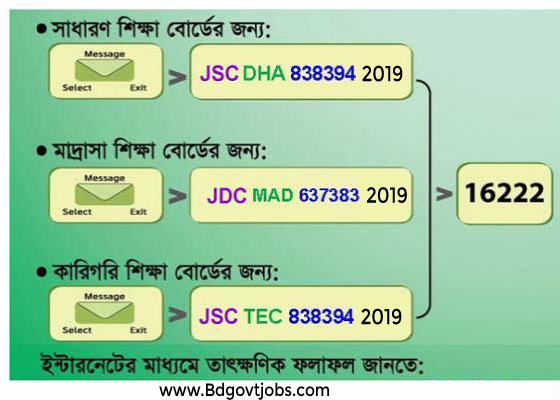 • সাধারণ শিক্ষা বোর্ডের জন্য:
Message
Select Exit
> JSC DHA 838394 2019
• মাদ্রাসা শিক্ষা বোর্ডের জন্য:
Message
Select Exit
> JDC MAD 637383 2019
> 16222
• কারিগরি শিক্ষা বোর্ডের জন্য:
Message
Select Exit
> JSC TEC 838394 2019
ইন্টারনেটের মাধ্যমে তাৎক্ষণিক ফলাফল জানতে:
www.Bdgovtjobs.com